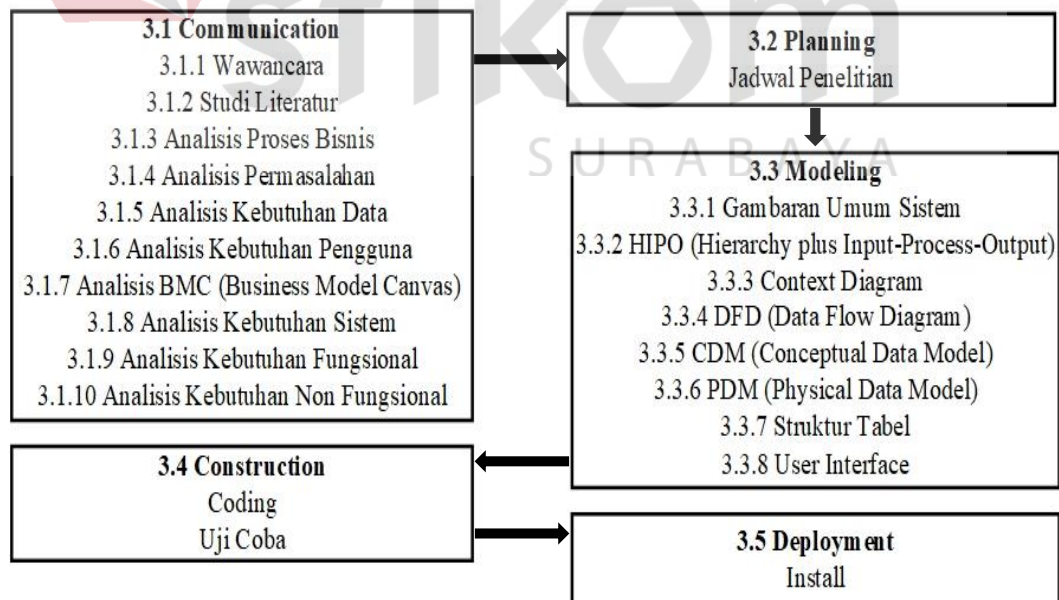 stikom
SURABAYA
3.1 Communication
3.1.1 Wawancara
3.1.2 Studi Literatur
3.1.3 Analisis Proses Bisnis
3.1.4 Analisis Permasalahan
3.1.5 Analisis Kebutuhan Data
3.1.6 Analisis Kebutuhan Pengguna
3.1.7 Analisis BMC (Business Model Canvas)
3.1.8 Analisis Kebutuhan Sistem
3.1.9 Analisis Kebutuhan Fungsional
3.1.10 Analisis Kebutuhan Non Fungsional
3.2 Planning
Jadwal Penelitian
3.3 Modeling
3.3.1 Gambaran Umum Sistem
3.3.2 HIPO (Hierarchy plus Input-Process-Output)
3.3.3 Context Diagram
3.3.4 DFD (Data Flow Diagram)
3.3.5 CDM (Conceptual Data Model)
3.3.6 PDM (Physical Data Model)
3.3.7 Struktur Tabel
3.3.8 User Interface
3.4 Construction
Coding
Uji Coba
3.5 Deployment
Install